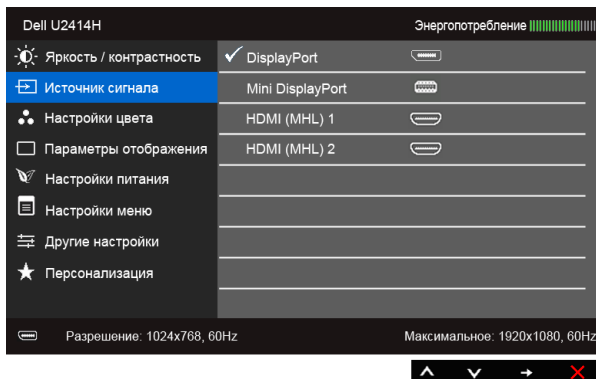 Dell U2414H Энергопотребление
Яркость / контрастность DisplayPort
Источник сигнала Mini DisplayPort
Настройки цвета HDMI (MHL) 1
Параметры отображения HDMI (MHL) 2
Настройки питания
Настройки меню
Другие настройки
Персонализация
Разрешение: 1024x768, 60Hz Максимальное: 1920x1080, 60Hz